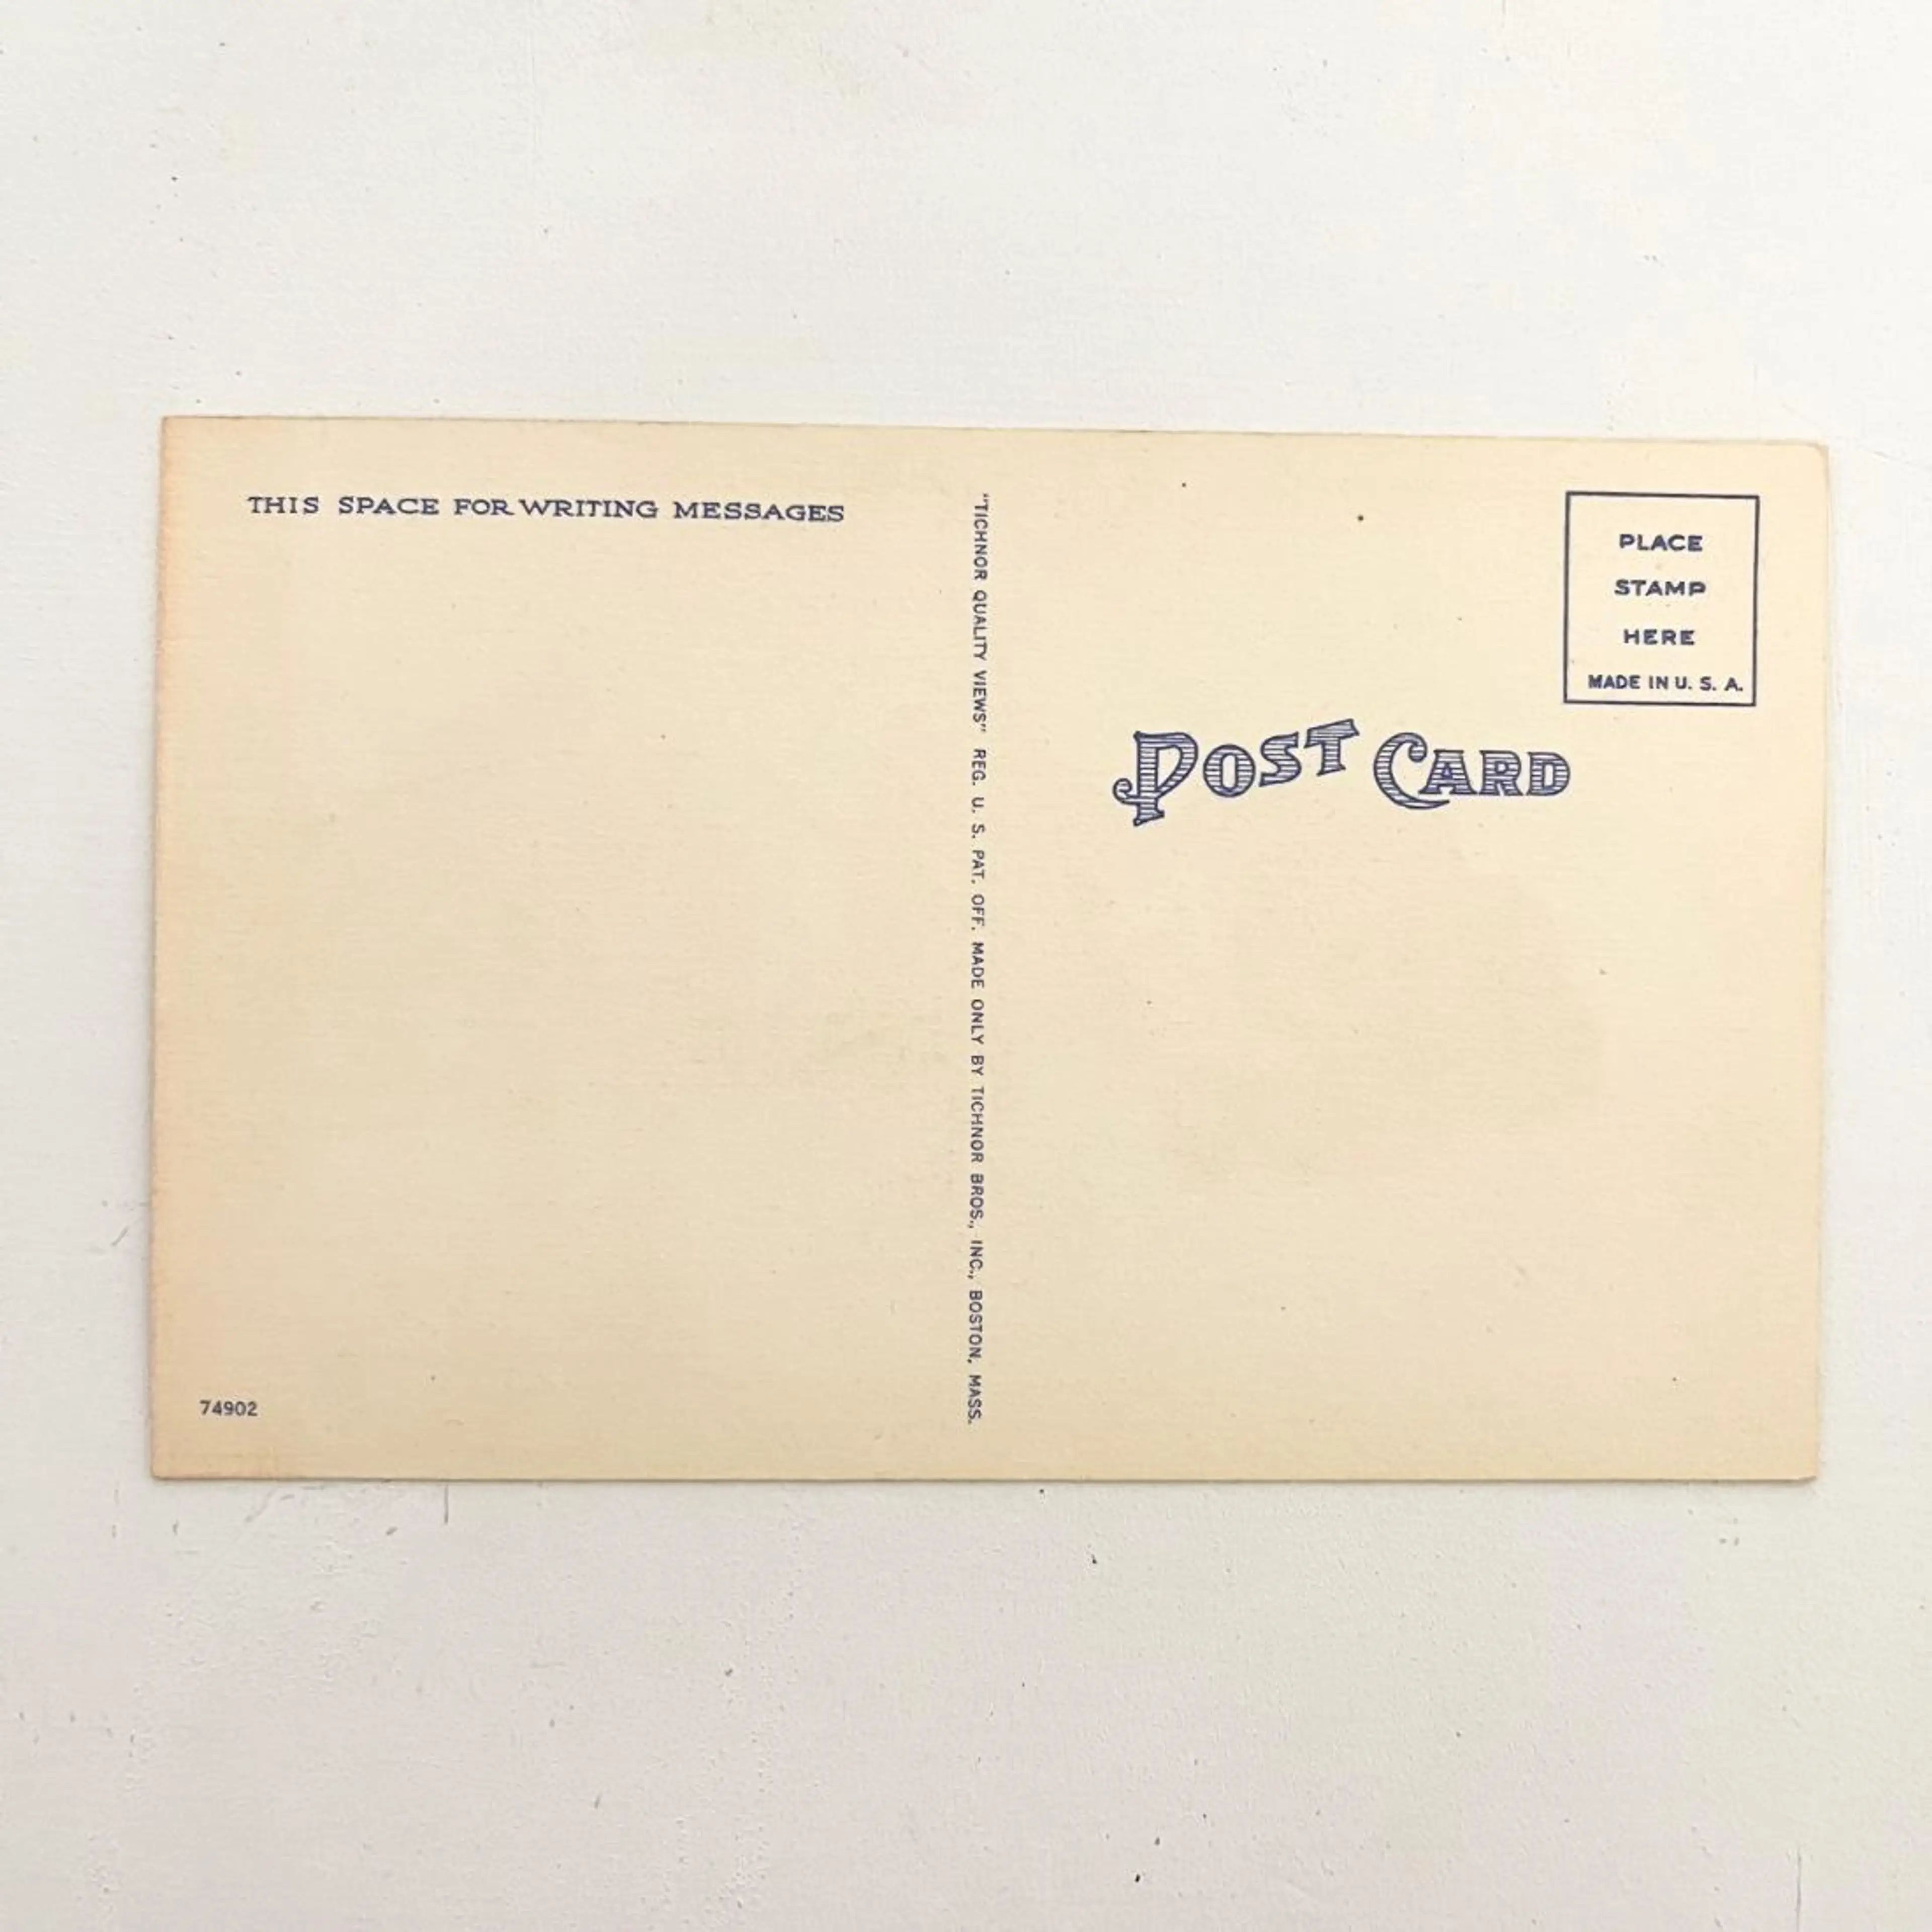 THIS SPACE FOR WRITING MESSAGES
"TICHNOR QUALITY VIEWS" REG. U. S. PAT. OFF. MADE ONLY BY TICHNOR BROS., INC., BOSTON, MASS.
PLACE
STAMP
HERE
MADE IN U. S. A.
POST CARD
74902